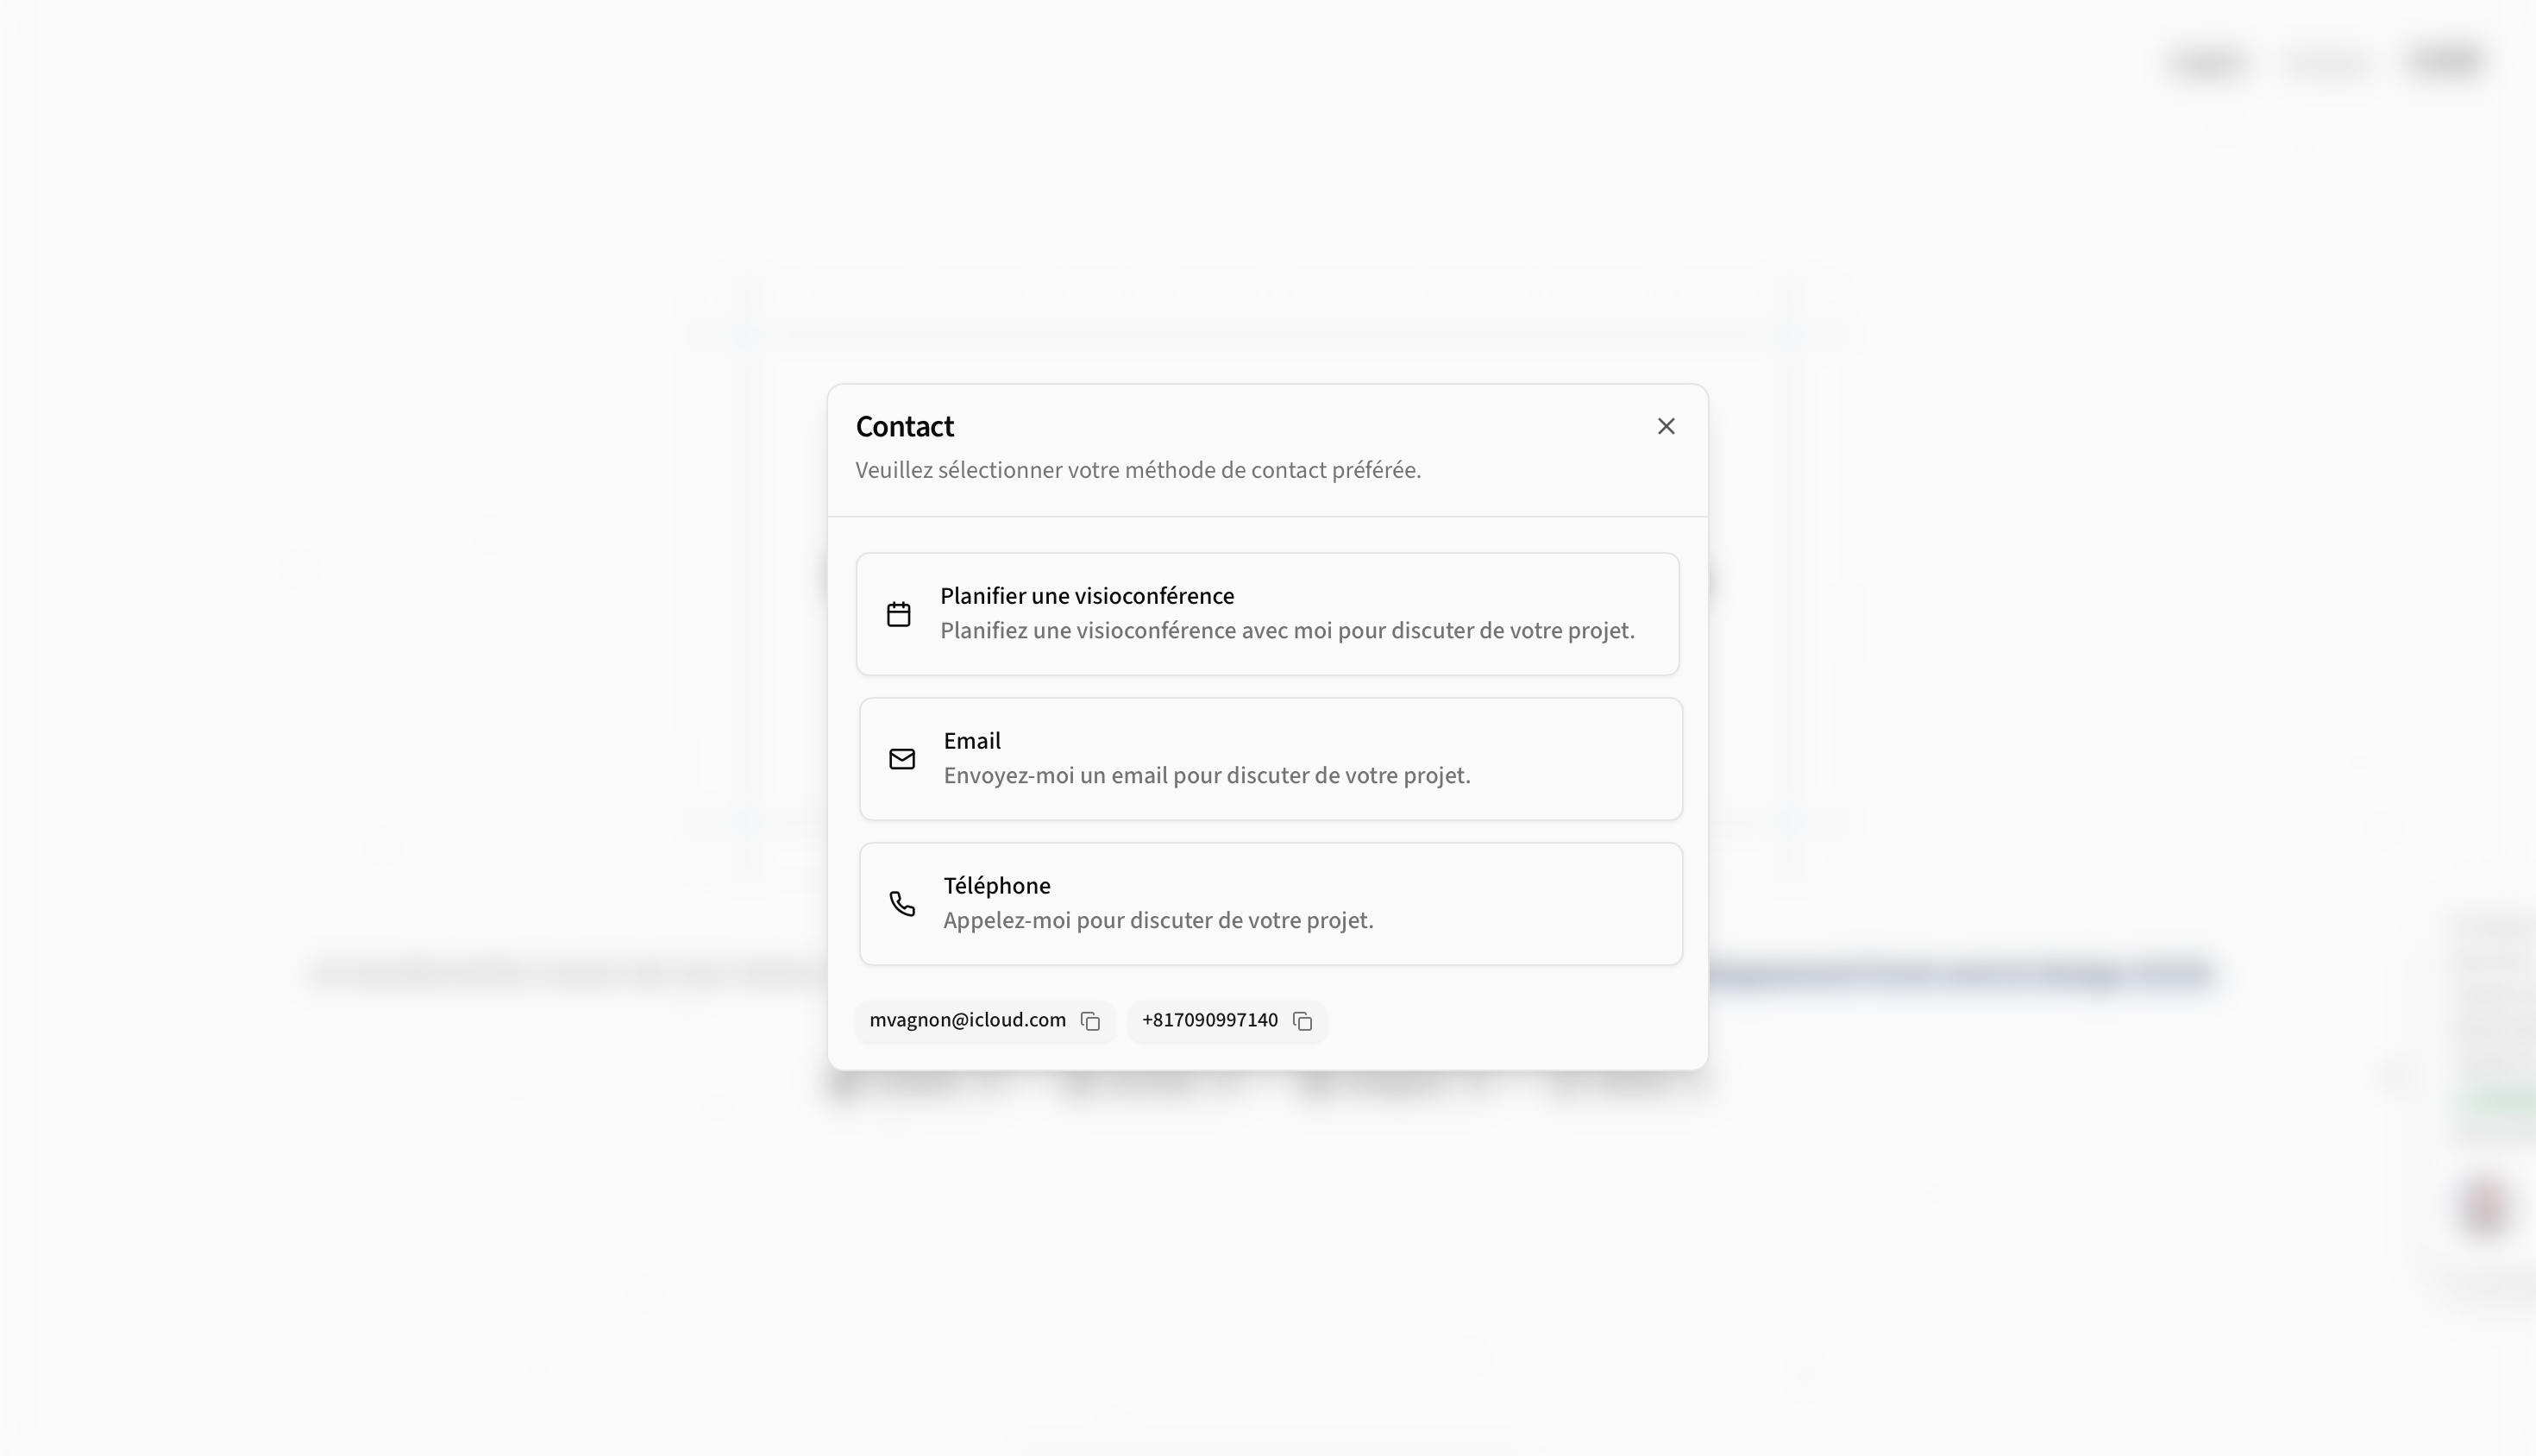 Contact
Veuillez sélectionner votre méthode de contact préférée.
Planifier une visioconférence
Planifiez une visioconférence avec moi pour discuter de votre projet.
Email
Envoyez-moi un email pour discuter de votre projet.
Téléphone
Appelez-moi pour discuter de votre projet.
mvagnon@icloud.com
+817090997140